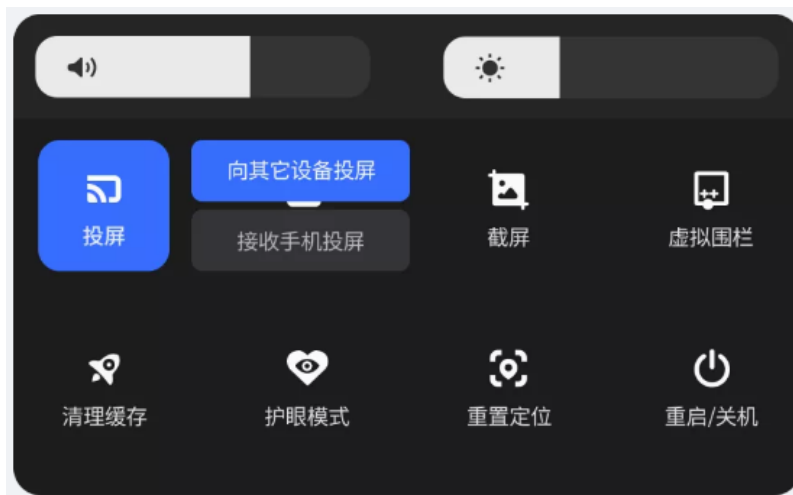 投屏
向其它设备投屏
接收手机投屏
截屏
虚拟围栏
清理缓存
护眼模式
重置定位
重启/关机